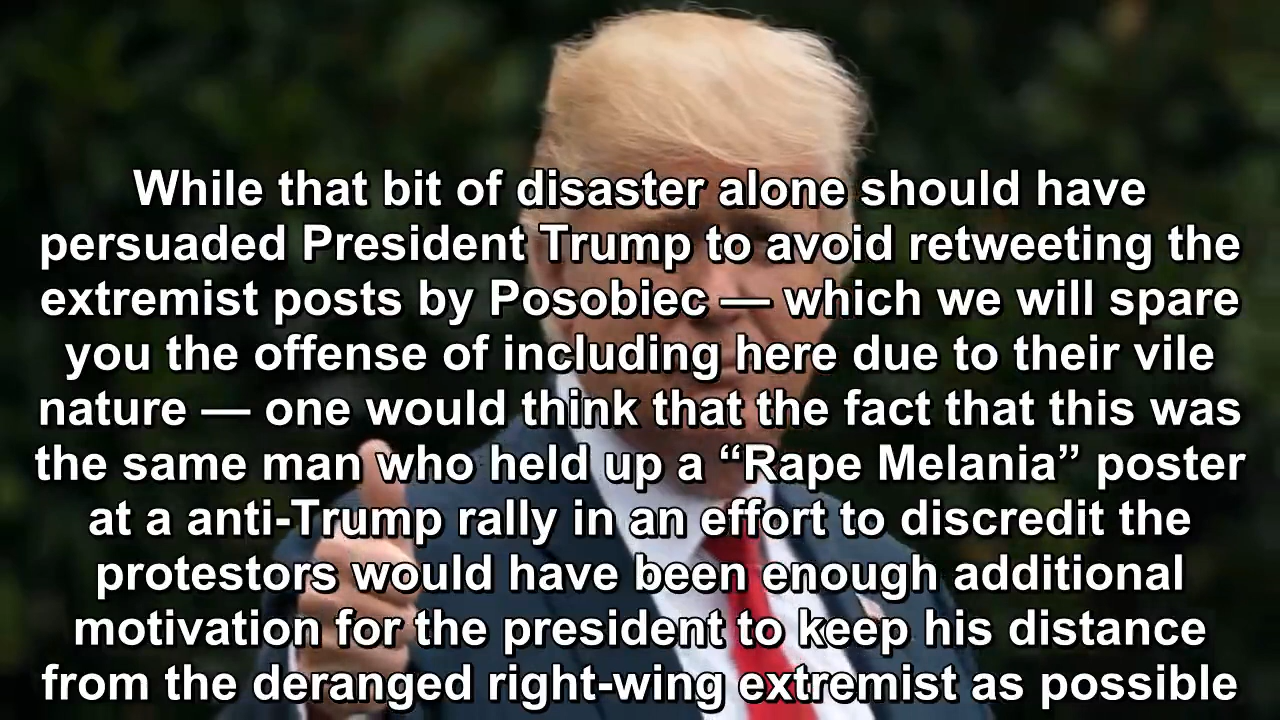 While that bit of disaster alone should have
persuaded President Trump to avoid retweeting the
extremist posts by Posobiec — which we will spare
you the offense of including here due to their vile
nature — one would think that the fact that this was
the same man who held up a “Rape Melania” poster
at a anti-Trump rally in an effort to discredit the
protestors would have been enough additional
motivation for the president to keep his distance
from the deranged right-wing extremist as possible